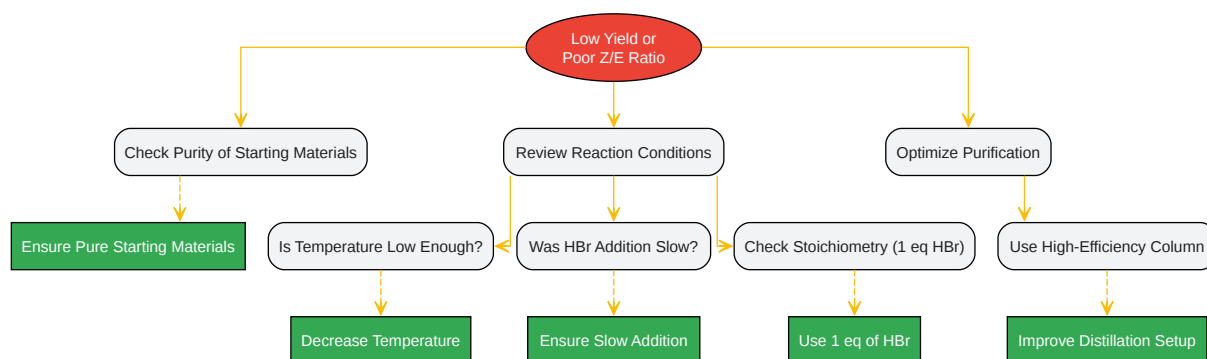 Low Yield or
Poor Z/E Ratio
Check Purity of Starting Materials
Review Reaction Conditions
Optimize Purification
Ensure Pure Starting Materials
Is Temperature Low Enough?
Was HBr Addition Slow?
Check Stoichiometry (1 eq HBr)
Use High-Efficiency Column
Decrease Temperature
Ensure Slow Addition
Use 1 eq of HBr
Improve Distillation Setup